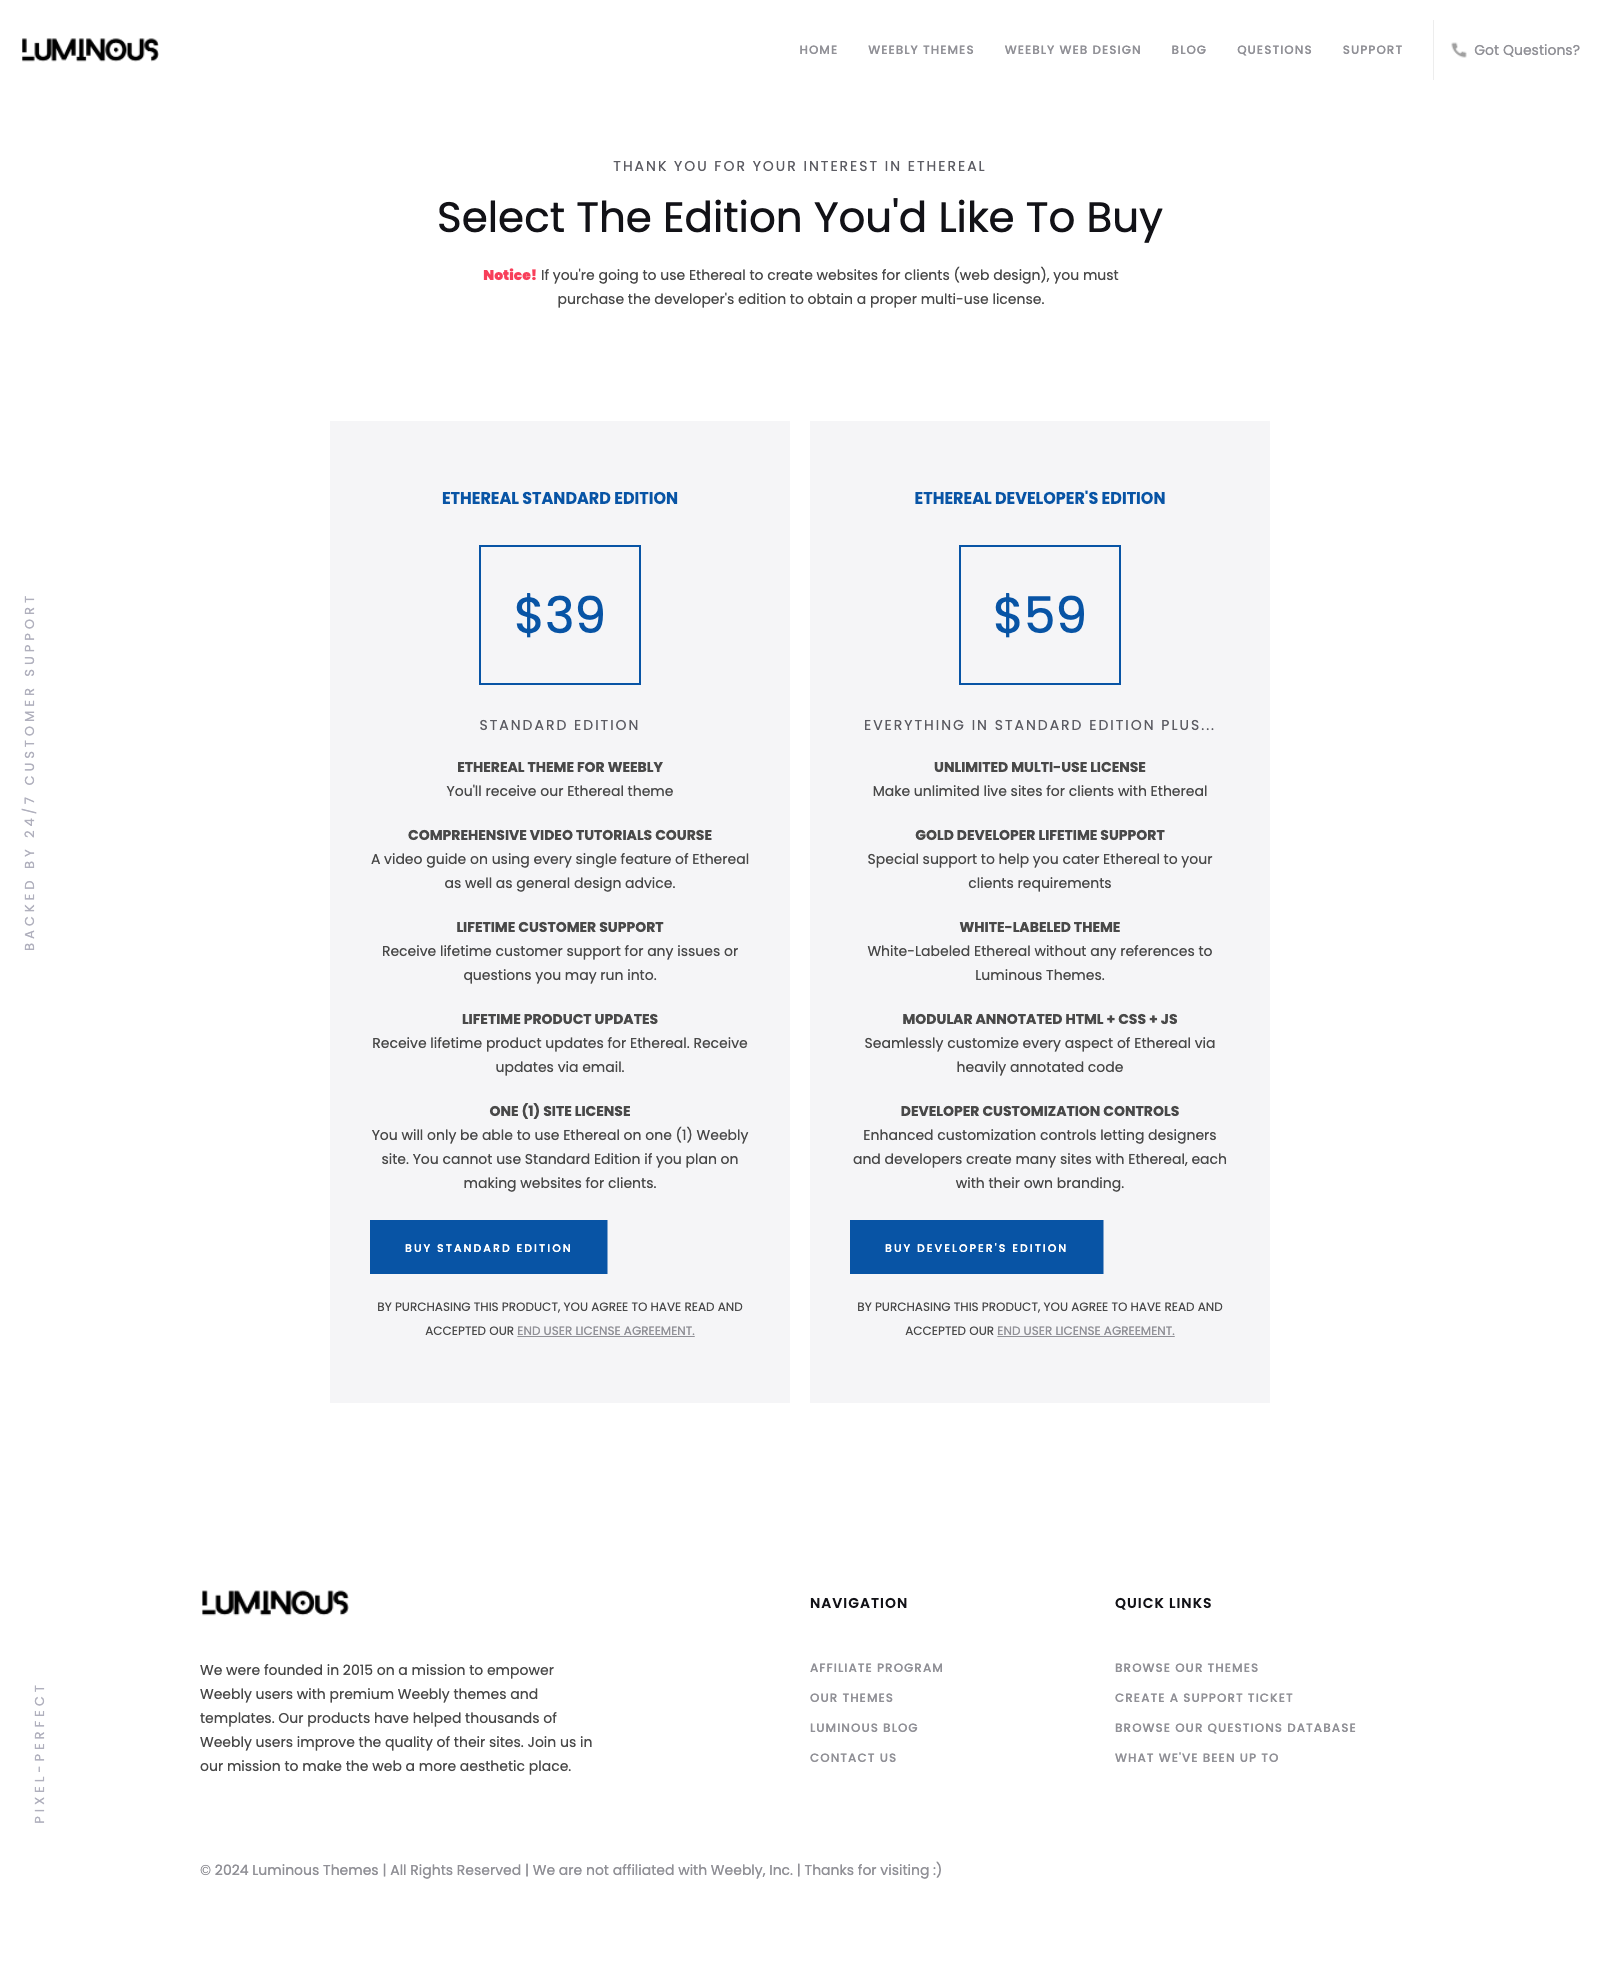 LUMINOUS
HOME
WEEBLY THEMES
WEEBLY WEB DESIGN
BLOG
QUESTIONS
SUPPORT
Got Questions?
THANK YOU FOR YOUR INTEREST IN ETHEREAL
Select The Edition You'd Like To Buy
Notice! If you're going to use Ethereal to create websites for clients (web design), you must
purchase the developer's edition to obtain a proper multi-use license.
BACKED BY 24/7 CUSTOMER SUPPORT
ETHEREAL STANDARD EDITION
$39
STANDARD EDITION
ETHEREAL THEME FOR WEEBLY
You'll receive our Ethereal theme
COMPREHENSIVE VIDEO TUTORIALS COURSE
A video guide on using every single feature of Ethereal
as well as general design advice.
LIFETIME CUSTOMER SUPPORT
Receive lifetime customer support for any issues or
questions you may run into.
LIFETIME PRODUCT UPDATES
Receive lifetime product updates for Ethereal. Receive
updates via email.
ONE (1) SITE LICENSE
You will only be able to use Ethereal on one (1) Weebly
site. You cannot use Standard Edition if you plan on
making websites for clients.
BUY STANDARD EDITION
BY PURCHASING THIS PRODUCT, YOU AGREE TO HAVE READ AND
ACCEPTED OUR END USER LICENSE AGREEMENT.
ETHEREAL DEVELOPER'S EDITION
$59
EVERYTHING IN STANDARD EDITION PLUS...
UNLIMITED MULTI-USE LICENSE
Make unlimited live sites for clients with Ethereal
GOLD DEVELOPER LIFETIME SUPPORT
Special support to help you cater Ethereal to your
clients requirements
WHITE-LABELED THEME
White-Labeled Ethereal without any references to
Luminous Themes.
MODULAR ANNOTATED HTML + CSS + JS
Seamlessly customize every aspect of Ethereal via
heavily annotated code
DEVELOPER CUSTOMIZATION CONTROLS
Enhanced customization controls letting designers
and developers create many sites with Ethereal, each
with their own branding.
BUY DEVELOPER'S EDITION
BY PURCHASING THIS PRODUCT, YOU AGREE TO HAVE READ AND
ACCEPTED OUR END USER LICENSE AGREEMENT.
PIXEL-PERFECT
LUMINOUS
We were founded in 2015 on a mission to empower
Weebly users with premium Weebly themes and
templates. Our products have helped thousands of
Weebly users improve the quality of their sites. Join us in
our mission to make the web a more aesthetic place.
NAVIGATION
AFFILIATE PROGRAM
OUR THEMES
LUMINOUS BLOG
CONTACT US
QUICK LINKS
BROWSE OUR THEMES
CREATE A SUPPORT TICKET
BROWSE OUR QUESTIONS DATABASE
WHAT WE'VE BEEN UP TO
© 2024 Luminous Themes | All Rights Reserved | We are not affiliated with Weebly, Inc. | Thanks for visiting :)